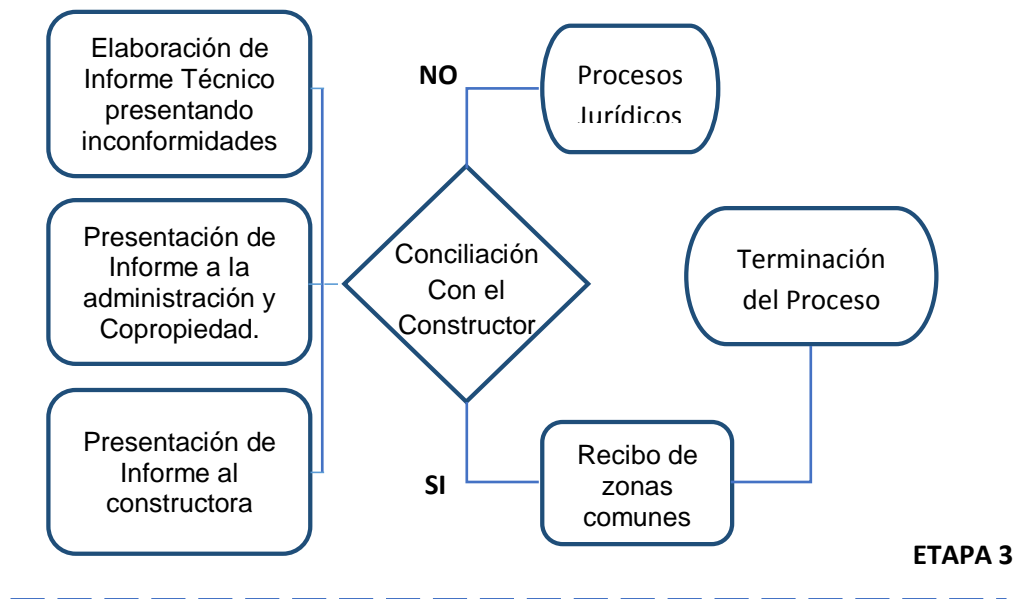 Elaboración de
Informe Técnico
presentando
inconformidades
Presentación de
Informe a la
administración y
Copropiedad.
Presentación de
Informe al
constructora
NO
Procesos
Jurídicos
Conciliación
Con el
Constructor
SI
Recibo de
zonas
comunes
Terminación
del Proceso
ETAPA 3